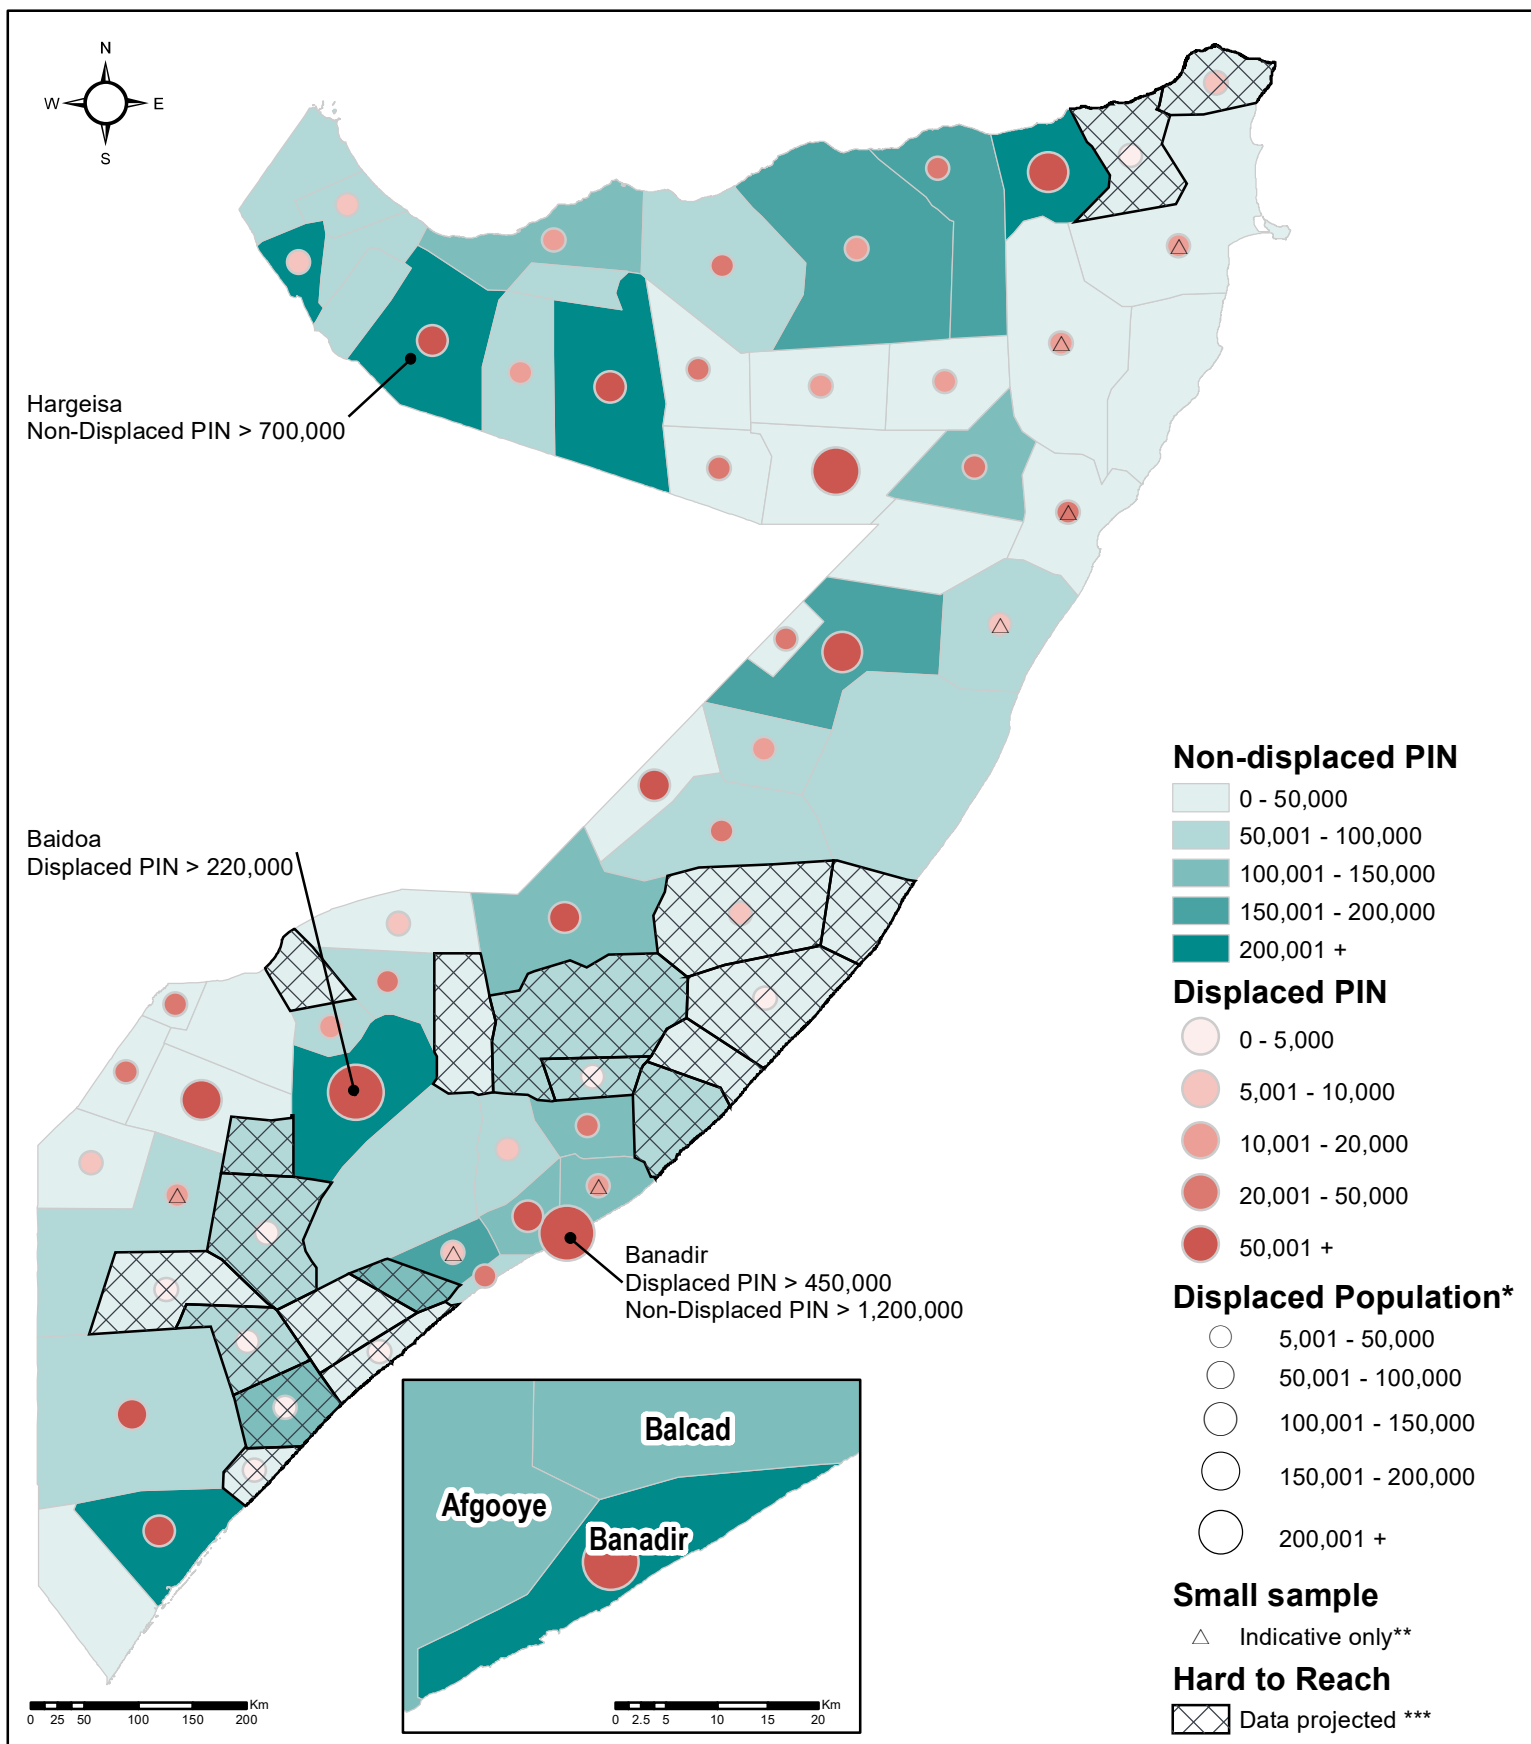 N
W
E
S
Hargeisa
Non-Displaced PIN > 700,000
Baidoa
Displaced PIN > 220,000
Banadir
Displaced PIN > 450,000
Non-Displaced PIN > 1,200,000
Non-displaced PIN
0 - 50,000
50,001 - 100,000
100,001 - 150,000
150,001 - 200,000
200,001 +
Displaced PIN
0 - 5,000
5,001 - 10,000
10,001 - 20,000
20,001 - 50,000
50,001 +
Displaced Population*
5,001 - 50,000
50,001 - 100,000
100,001 - 150,000
150,001 - 200,000
200,001 +
Small sample
Indicative only**
Hard to Reach
Data projected ***
Balcad
Afgooye
Banadir
Km
0 25 50 100 150 200
Km
0 2.5 5 10 15 20